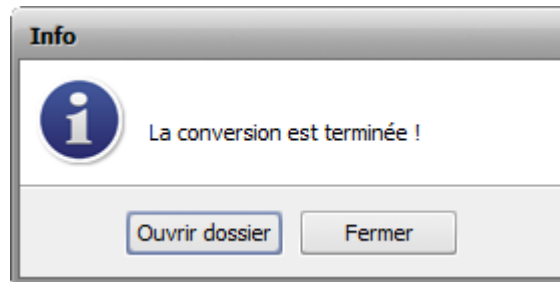 Info
La conversion est terminée !
Ouvrir dossier
Fermer